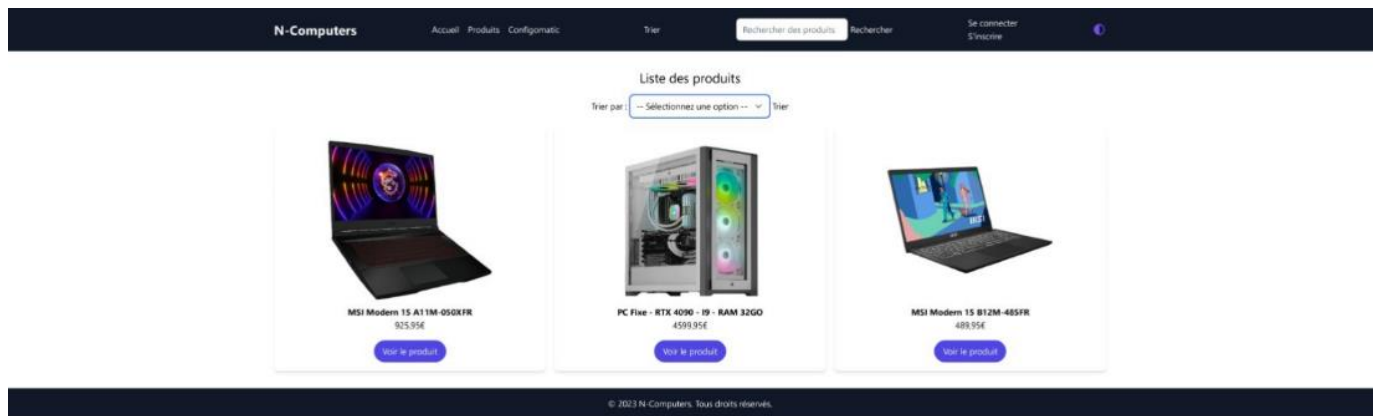 N-Computers
Accueil Produits Configomatic
Trier
Rechercher des produits
Rechercher
Se connecter
S'inscrire
Liste des produits
Trier par : -- Sélectionnez une option -- Trier
MSI Modern 15 A11M-050XFR
925,95€
Voir le produit
PC Fixe - RTX 4090 - I9 - RAM 32GO
4599,95€
Voir le produit
MSI Modern 15 B12M-485FR
489,95€
Voir le produit
© 2023 N-Computers. Tous droits réservés.